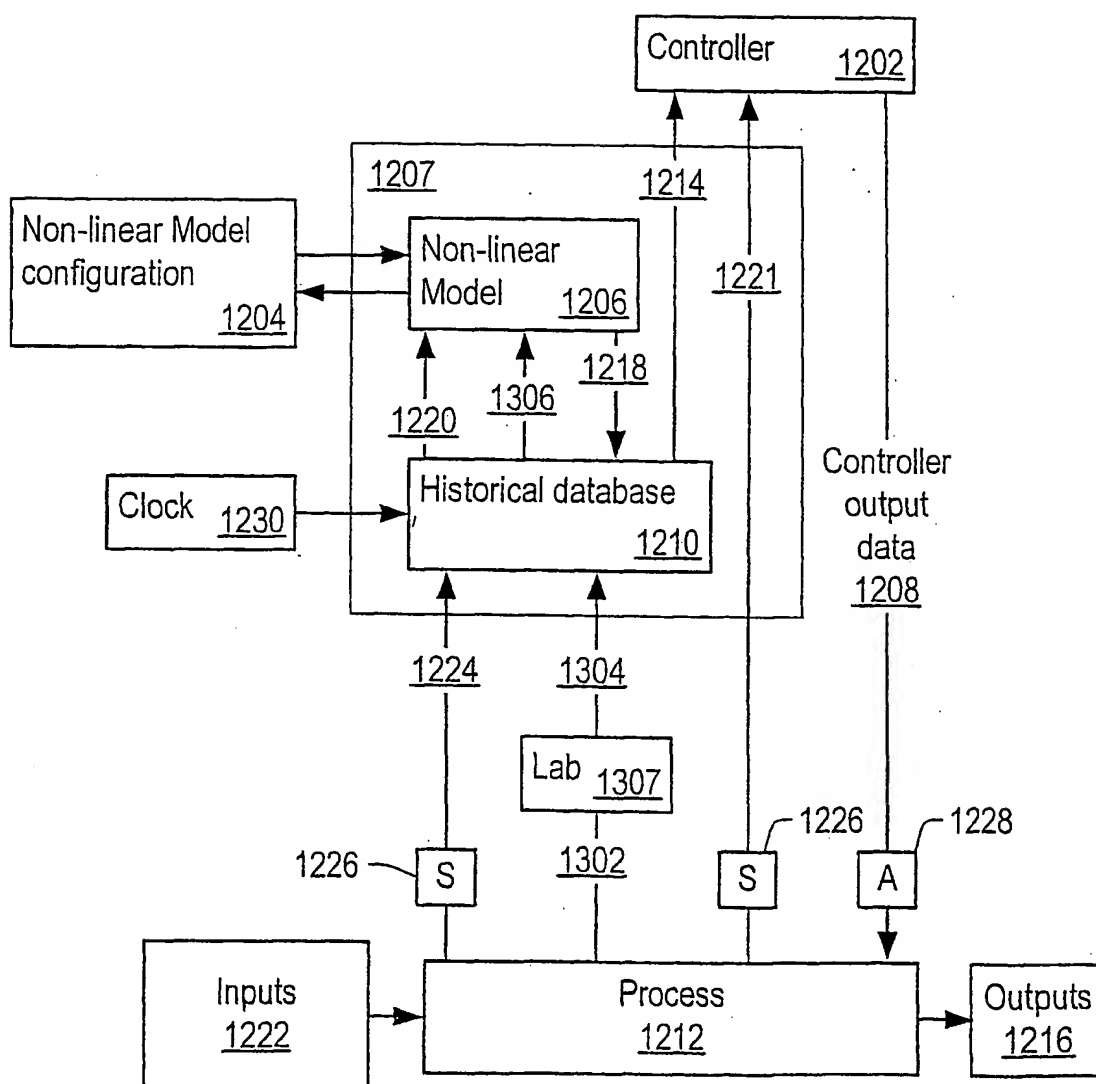 Controller
1202
1207
1214
Non-linear Model
configuration
1204
Non-linear
Model
1206
1221
1220
1306
1218
Clock
1230
Historical database
1210
Controller
output
data
1208
1224
1304
Lab
1307
1226
S
1302
S
1226
A
1228
Inputs
1222
Process
1212
Outputs
1216